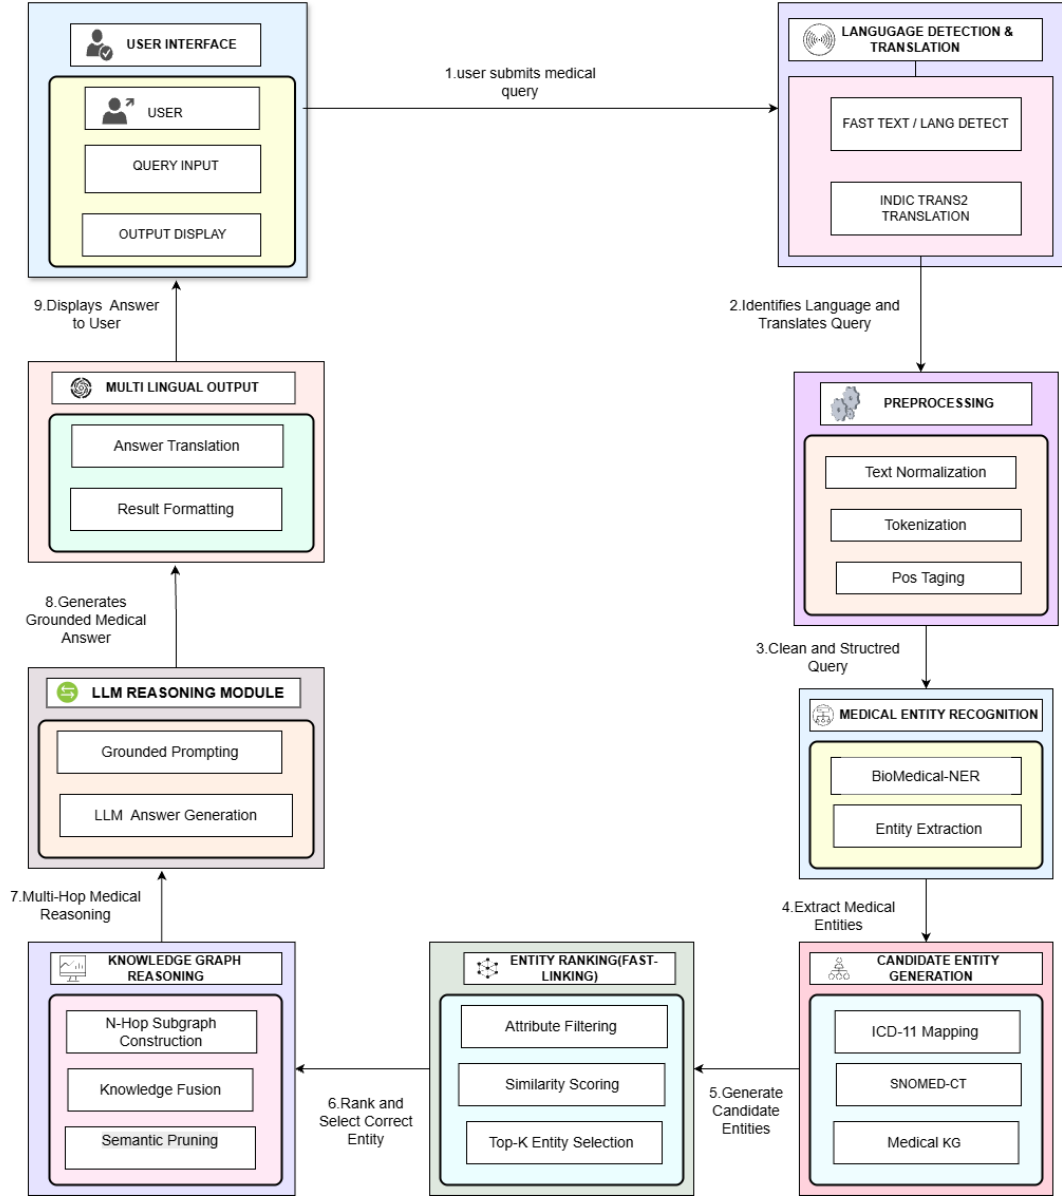 USER INTERFACE
USER
QUERY INPUT
OUTPUT DISPLAY
1.user submits medical
query
LANGUGAGE DETECTION &
TRANSLATION
FAST TEXT / LANG DETECT
INDIC TRANS2
TRANSLATION
2.Identifies Language and
Translates Query
PREPROCESSING
Text Normalization
Tokenization
Pos Taging
3.Clean and Structred
Query
MEDICAL ENTITY RECOGNITION
BioMedical-NER
Entity Extraction
4.Extract Medical
Entities
CANDIDATE ENTITY
GENERATION
ICD-11 Mapping
SNOMED-CT
Medical KG
5.Generate
Candidate
Entities
ENTITY RANKING(FAST-
LINKING)
Attribute Filtering
Similarity Scoring
Top-K Entity Selection
6.Rank and
Select Correct
Entity
KNOWLEDGE GRAPH
REASONING
N-Hop Subgraph
Construction
Knowledge Fusion
Semantic Pruning
7.Multi-Hop Medical
Reasoning
LLM REASONING MODULE
Grounded Prompting
LLM Answer Generation
8.Generates
Grounded Medical
Answer
MULTI LINGUAL OUTPUT
Answer Translation
Result Formatting
9.Displays Answer
to User